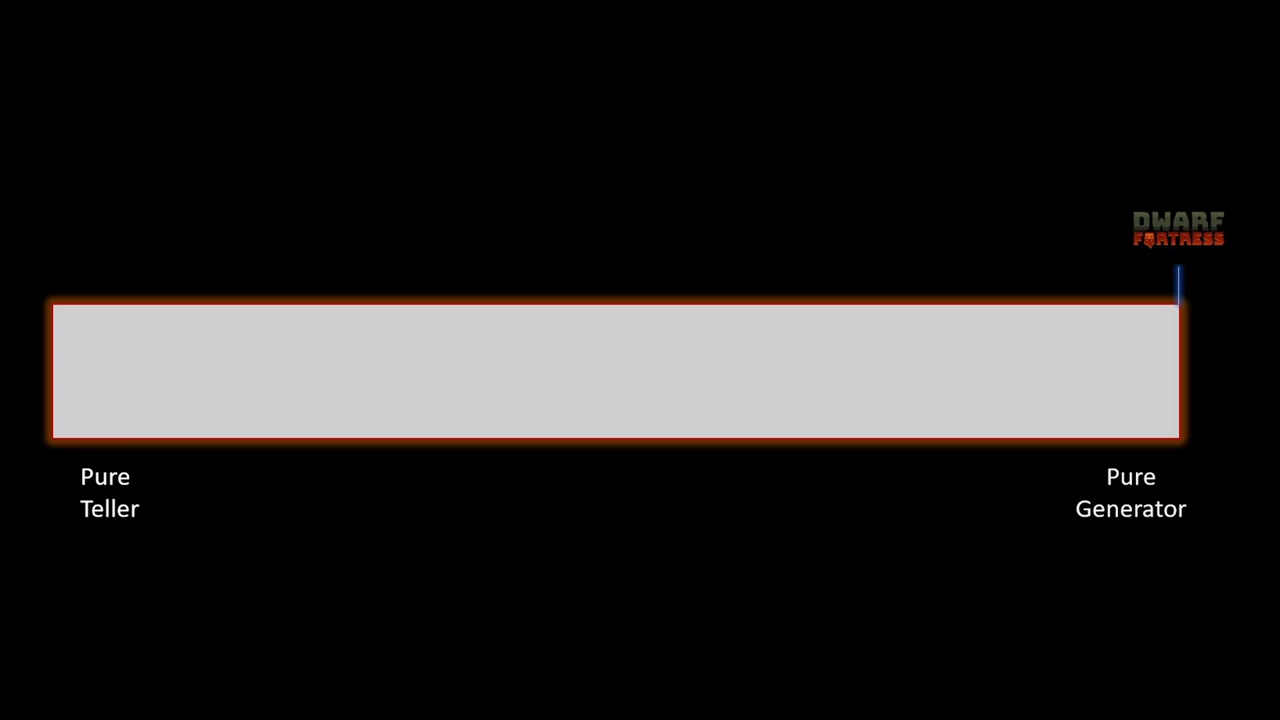 DWARF
FORTRESS
Pure
Teller
Pure
Generator